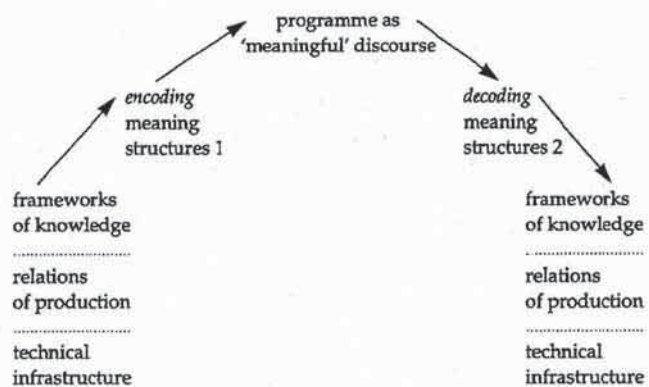 programme as
'meaningful' discourse
encoding
meaning
structures 1
decoding
meaning
structures 2
frameworks
of knowledge
relations
of production
technical
infrastructure
frameworks
of knowledge
relations
of production
technical
infrastructure